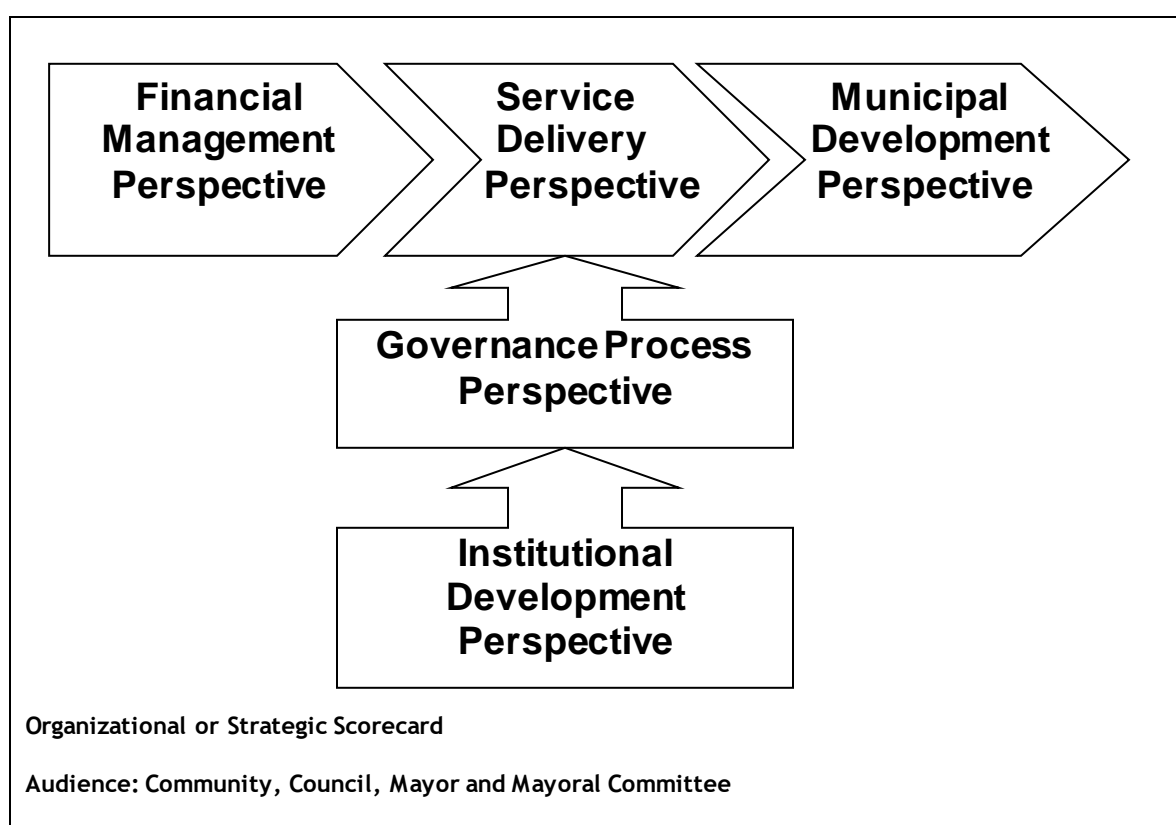 Financial
Management
Perspective
Service
Delivery
Perspective
Municipal
Development
Perspective
Governance Process
Perspective
Institutional
Development
Perspective
Organizational or Strategic Scorecard
Audience: Community, Council, Mayor and Mayoral Committee